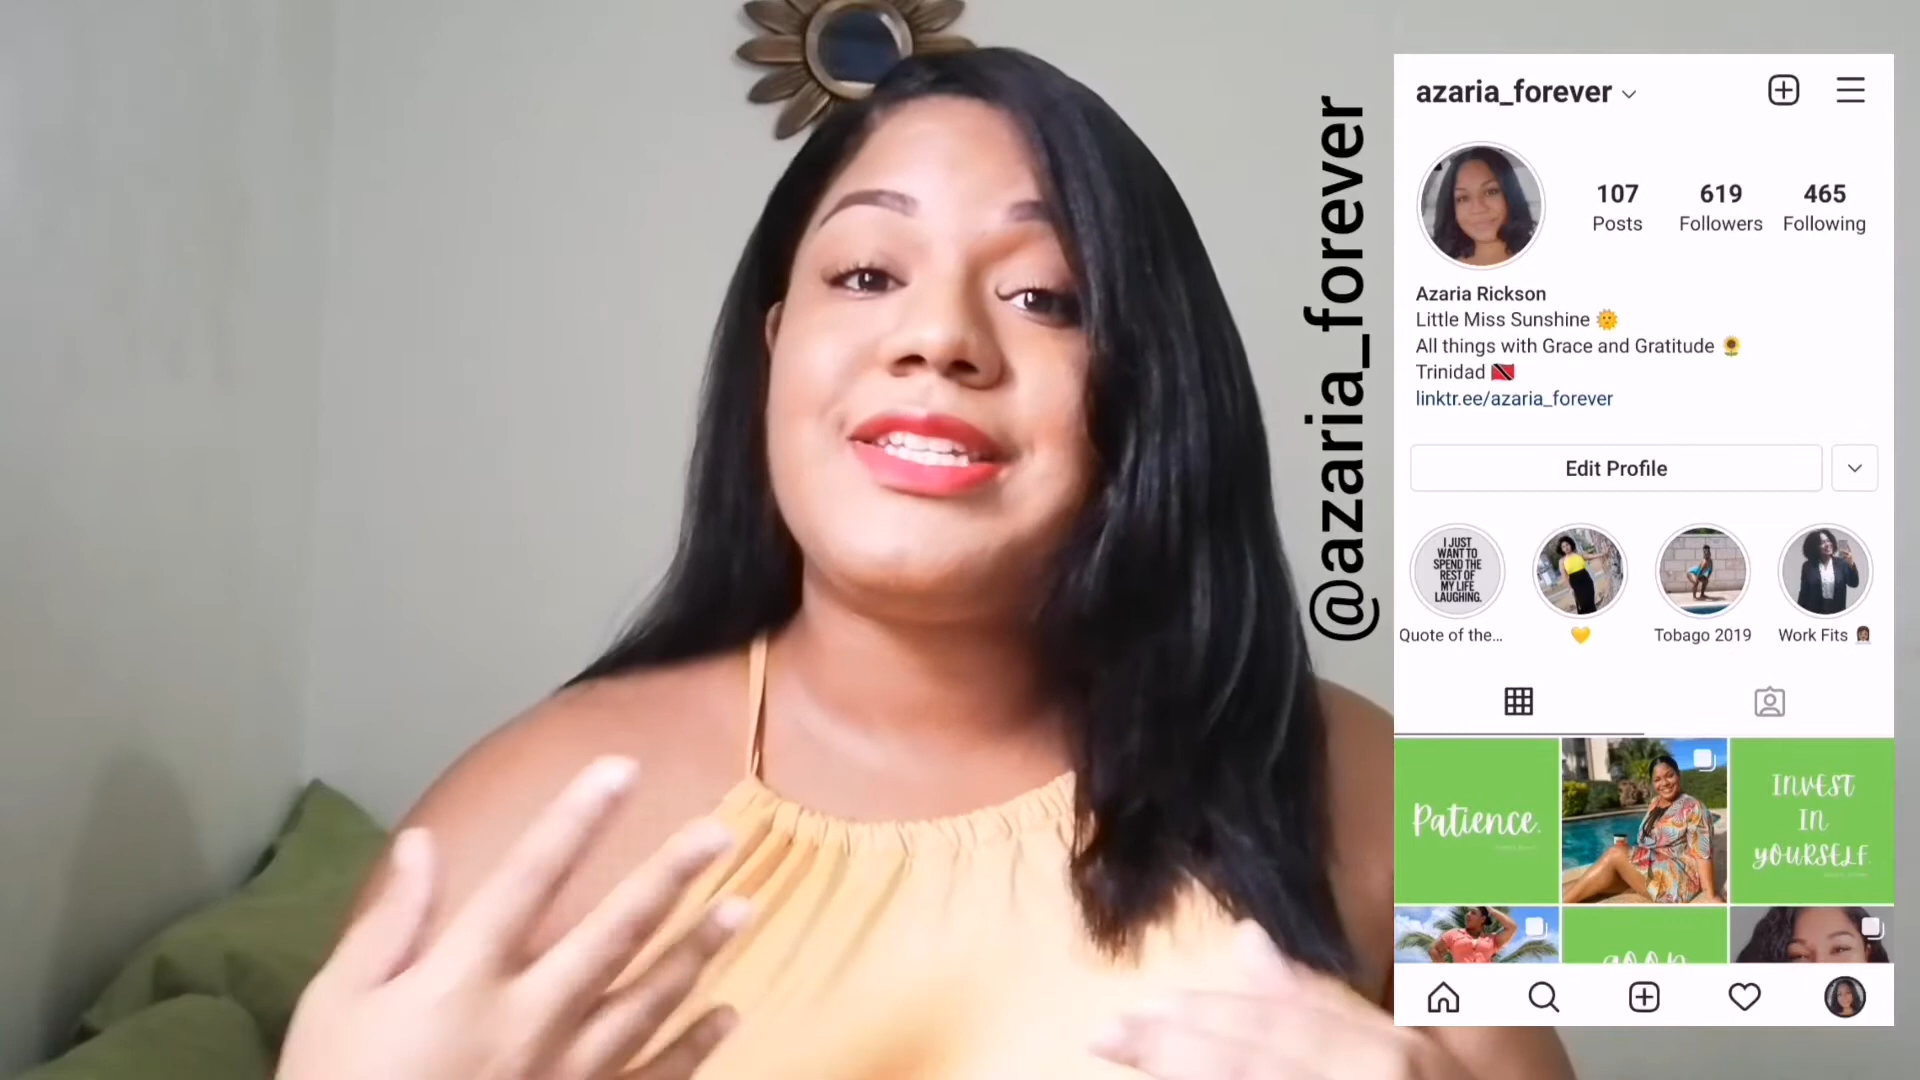 @azaria_forever
azaria_forever
107
619
465
Posts
Followers
Following
Azaria Rickson
Little Miss Sunshine 🌞
All things with Grace and Gratitude 🌻
Trinidad 🇹🇹
linktr.ee/azaria_forever
Edit Profile
I JUST
WANT TO
SPEND THE
REST OF
MY LIFE
LAUGHING.
Quote of the...
💛
Tobago 2019
Work Fits 👩🏾‍💼
Patience.
INVEST
IN
YOURSELF.